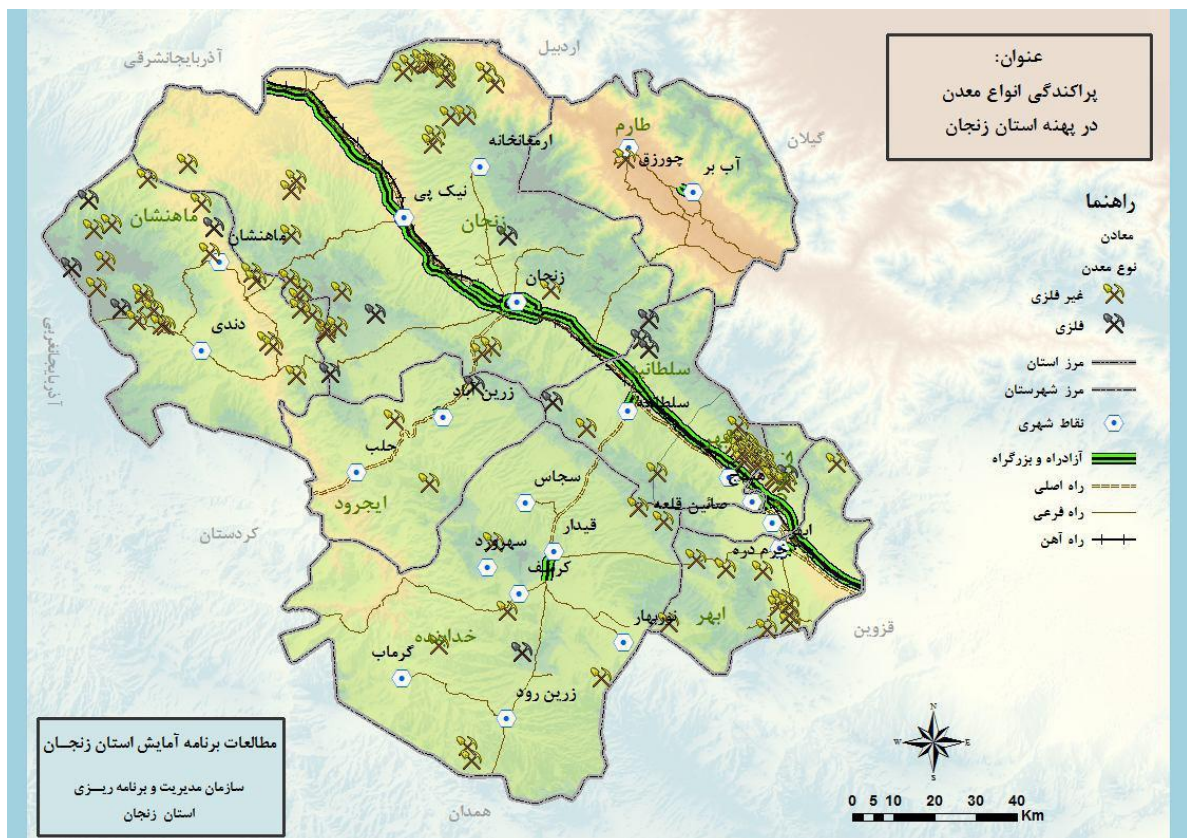 عنوان:
پراکندگی انواع معدن
در پهنه استان زنجان
راهنما
معادن
نوع معدن
غیر فلزی
فلزی
مرز استان
مرز شهرستان
نقاط شهری
آزادراه و بزرگراه
راه اصلی
راه فرعی
راه آهن
اردبیل
آذربایجانشرقی
گیلان
آذربایجانغربی
کردستان
همدان
قزوین
طارم
چورزق
آب بر
ارمغانخانه
نیک پی
زنجان
زنجان
ماهنشان
ماهنشان
دندی
سلطانیه
سلطانیه
زرین آباد
حلب
ایجرود
سجاس
قیدار
سهرورد
کرسف
صائین قلعه
هیدج
خرم دره
ابهر
نوربهار
خدابنده
گرماب
زرین رود
N
W
E
S
0 5 10 20 30 40
Km
مطالعات برنامه آمایش استان زنجــان
سازمان مدیریت و برنامه ریــزی
استان زنجان